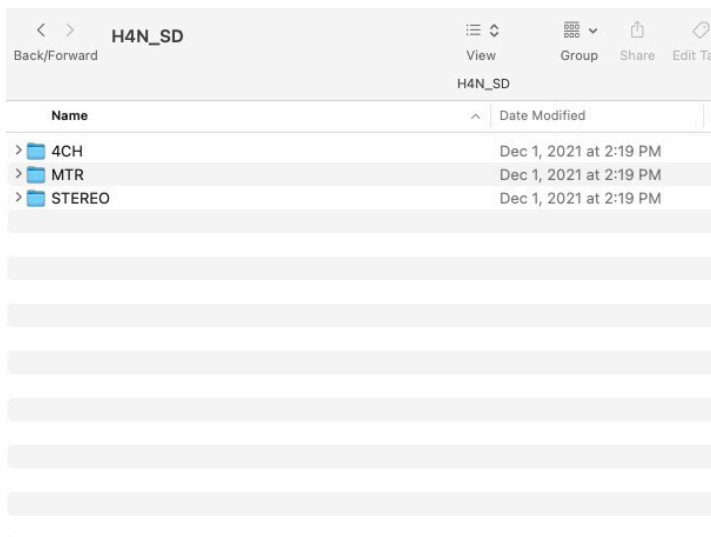 H4N_SD
Back/Forward
View Group Share Edit Ta
H4N_SD
Name Date Modified
4CH Dec 1, 2021 at 2:19 PM
MTR Dec 1, 2021 at 2:19 PM
STEREO Dec 1, 2021 at 2:19 PM